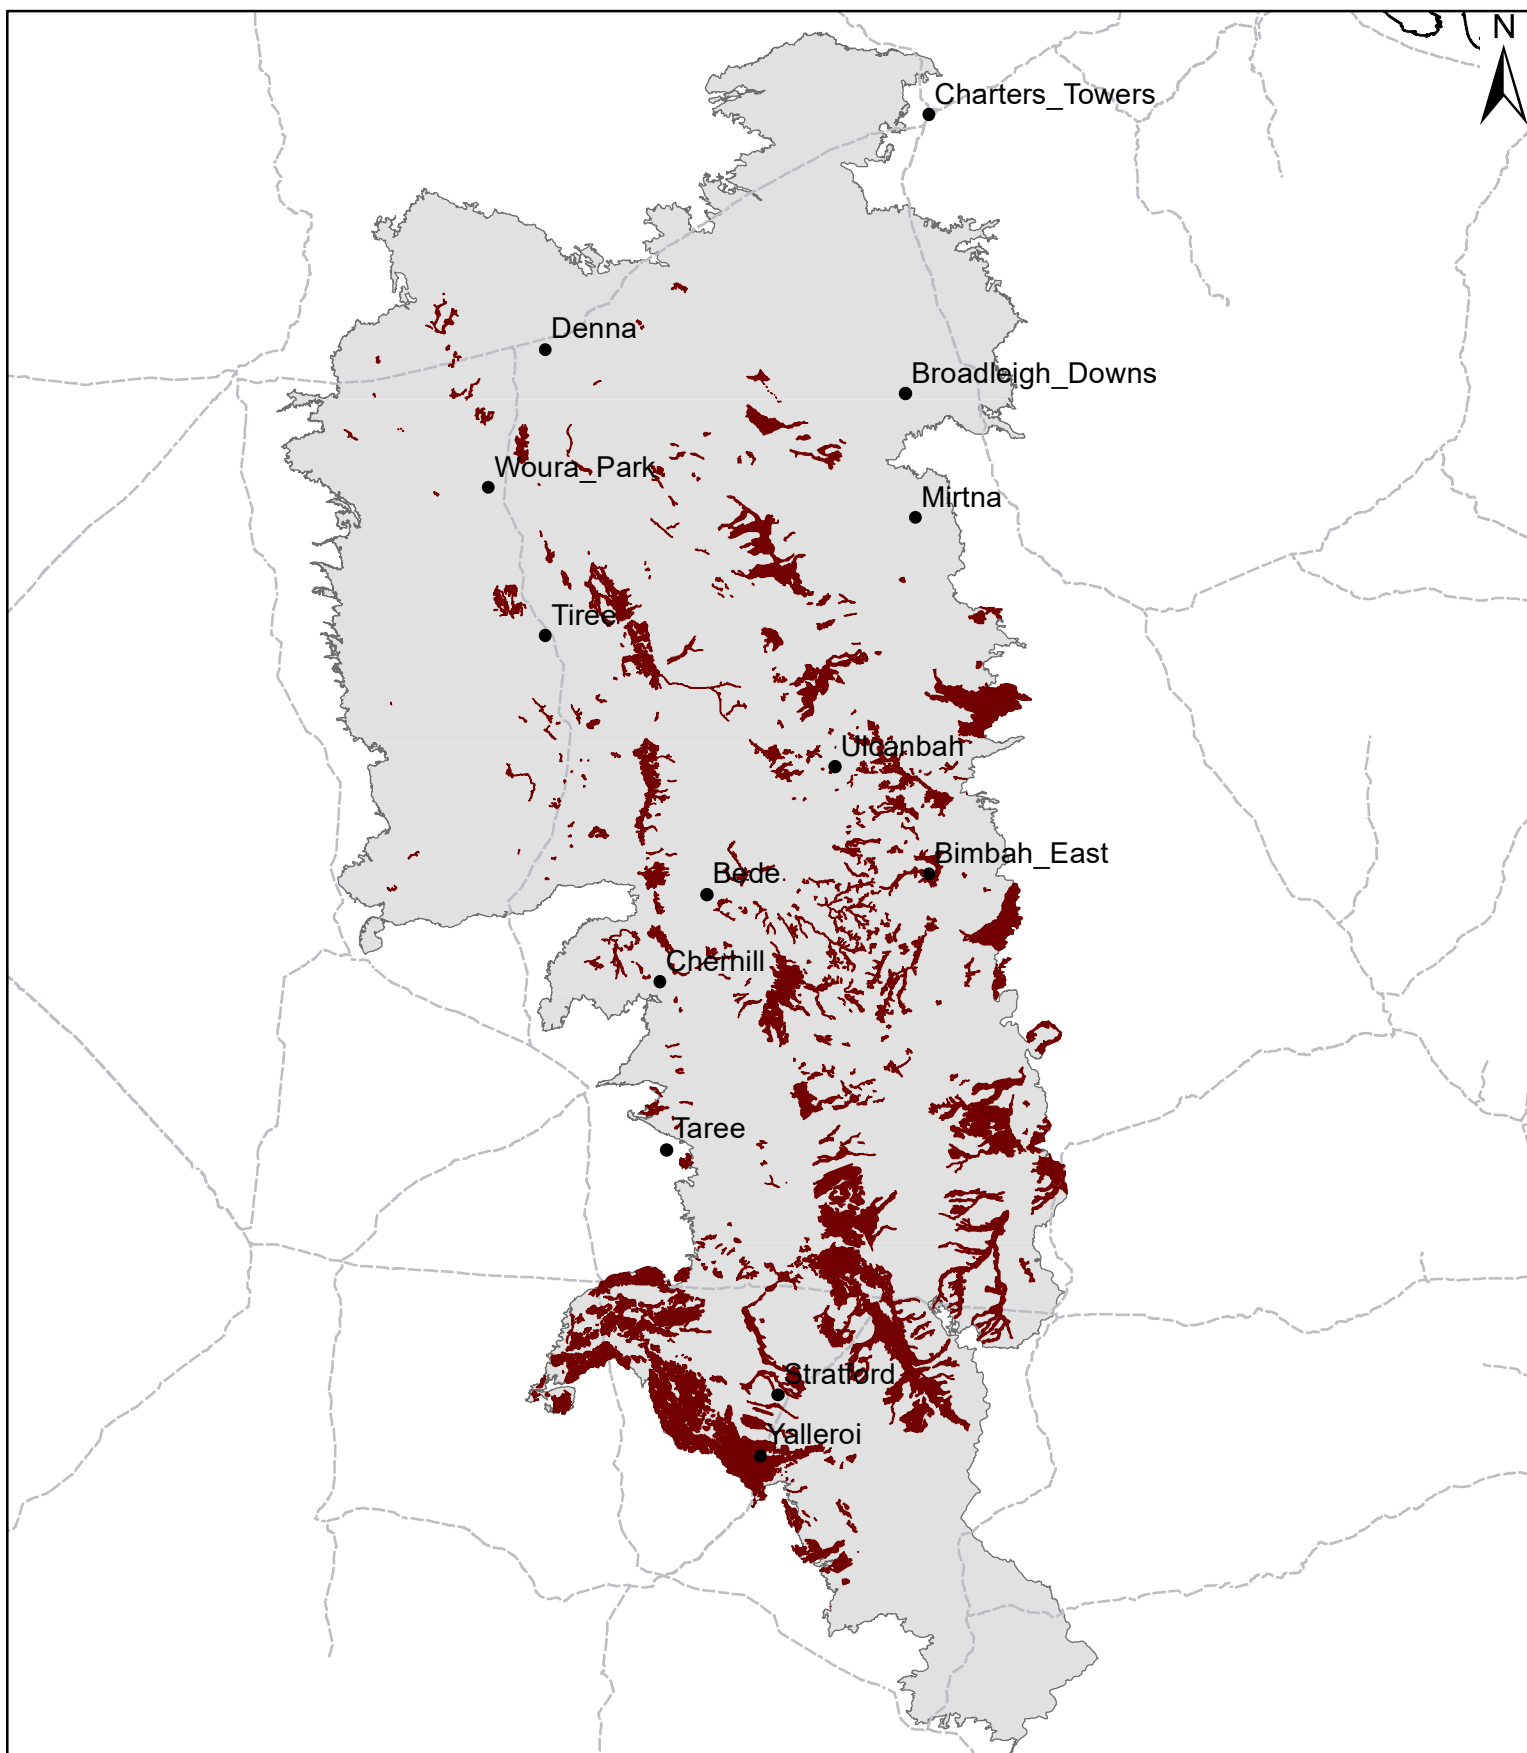 N
Charters_Towers
Denna
Broadleigh_Downs
Woura_Park
Mirtna
Tiree
Ulcanbah
Bimbah_East
Bede
Cherhill
Taree
Stratford
Yalleroi